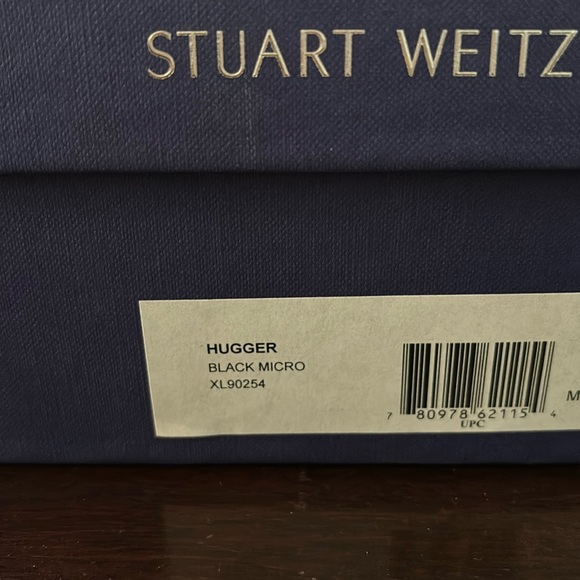 STUART WEITZ
HUGGER
BLACK MICRO
XL90254
7 80978 62115 4
UPC
M